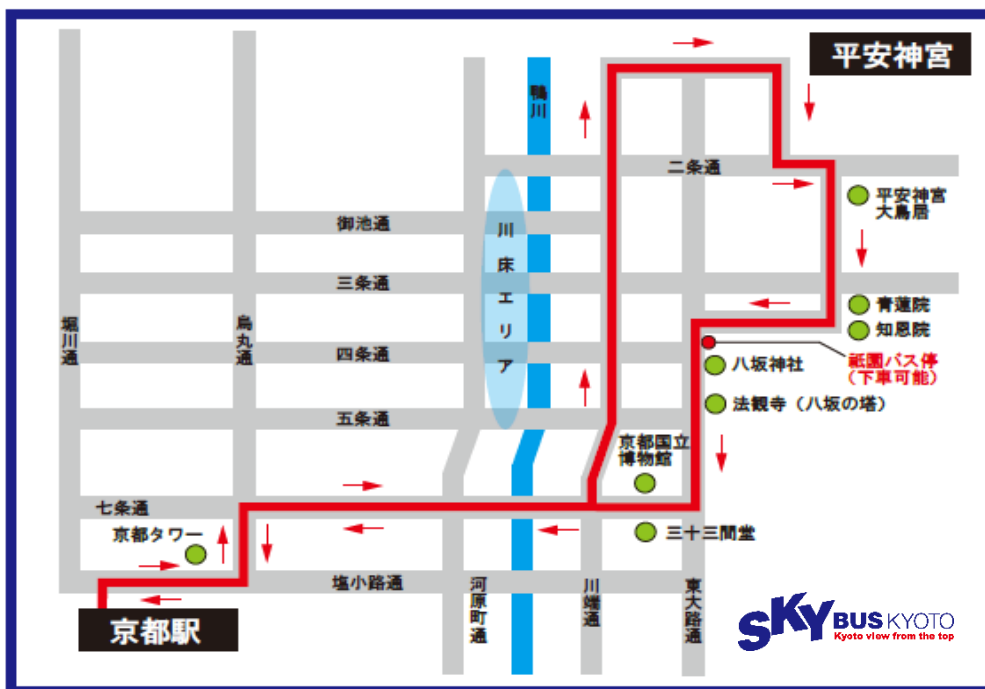 平安神宮
鴨川
二条通
平安神宮
大鳥居
御池通
川床エリア
三条通
青蓮院
堀川通
烏丸通
知恩院
四条通
八坂神社
祇園バス停
(下車可能)
法観寺(八坂の塔)
五条通
京都国立
博物館
七条通
京都タワー
三十三間堂
塩小路通
河原町通
川端通
東大路通
京都駅
SKY BUS KYOTO
Kyoto view from the top